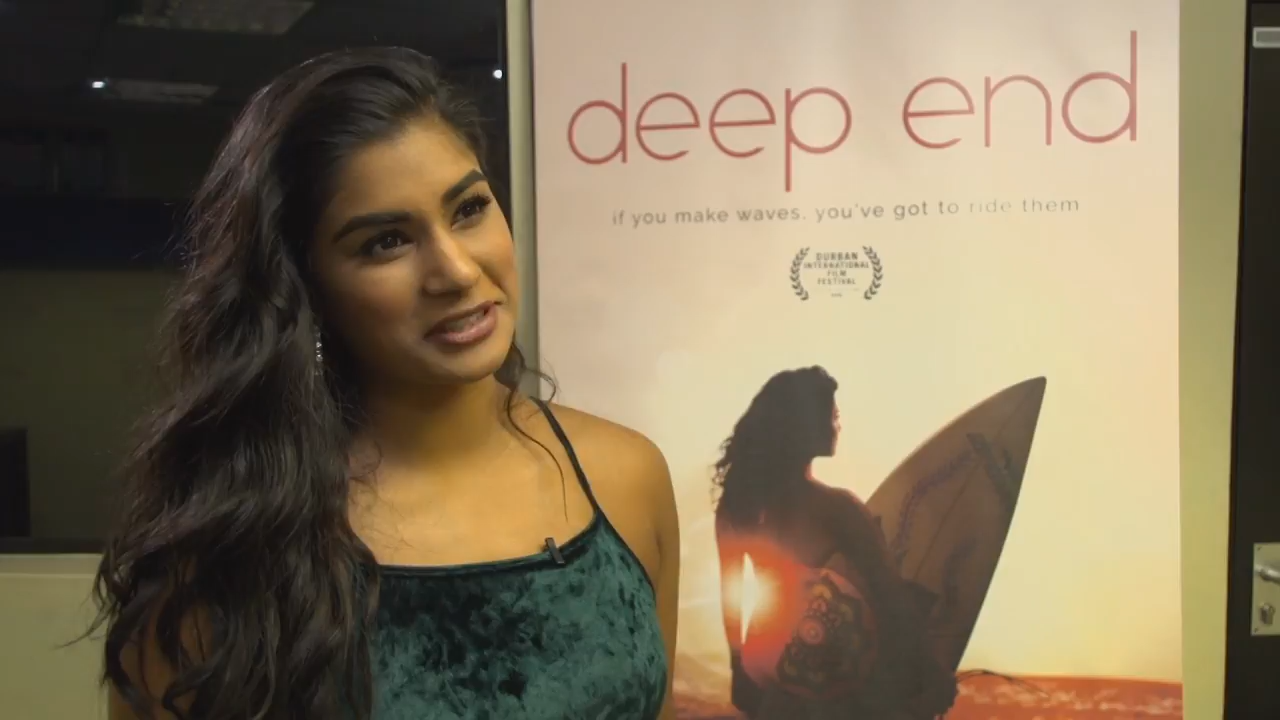 deep end
if you make waves, you've got to ride them
DURBAN
INTERNATIONAL
FILM
FESTIVAL